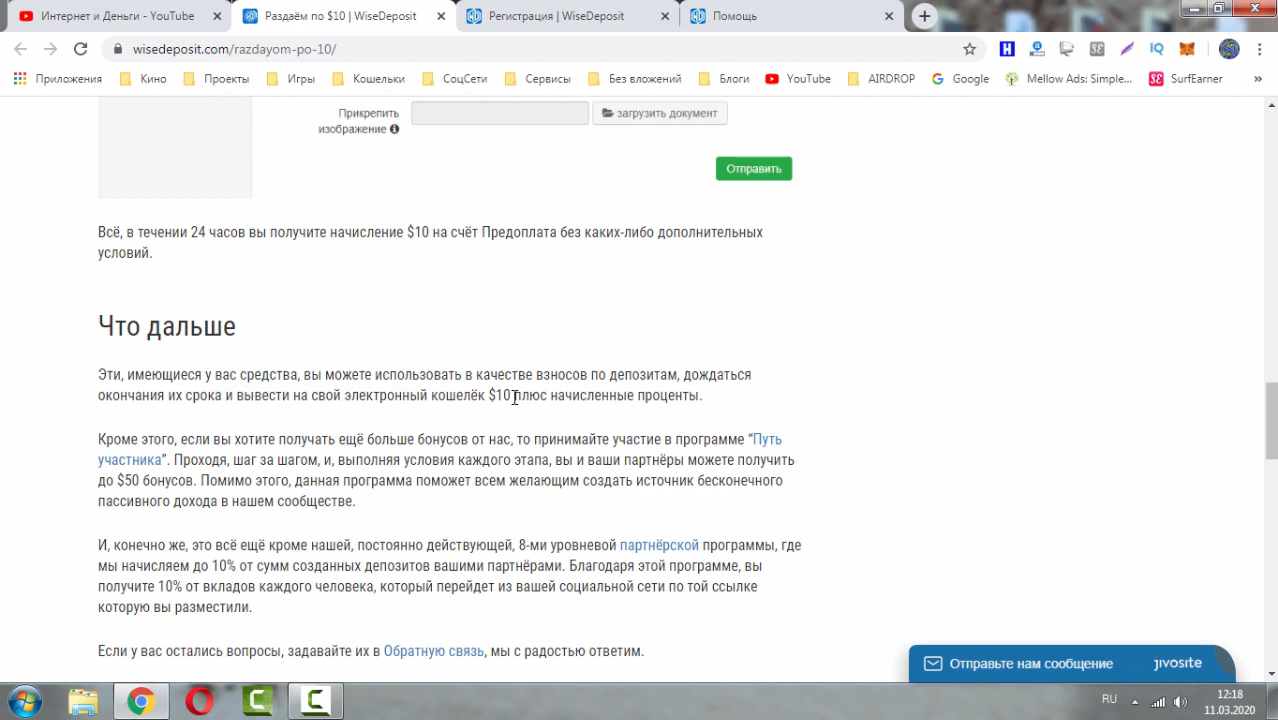 Интернет и Деньги - YouTube
Раздаём по $10 | WiseDeposit
Регистрация | WiseDeposit
Помощь
wisedeposit.com/razdayom-po-10/
Приложения
Кино
Проекты
Игры
Кошельки
СоцСети
Сервисы
Без вложений
Блоги
YouTube
AIRDROP
Google
Mellow Ads: Simple...
SurfEarner
»
Прикрепить
изображение
загрузить документ
Отправить
Всё, в течении 24 часов вы получите начисление $10 на счёт Предоплата без каких-либо дополнительных
условий.
Что дальше
Эти, имеющиеся у вас средства, вы можете использовать в качестве взносов по депозитам, дождаться
окончания их срока и вывести на свой электронный кошелёк $10 плюс начисленные проценты.
Кроме этого, если вы хотите получать ещё больше бонусов от нас, то принимайте участие в программе “Путь
участника”. Проходя, шаг за шагом, и, выполняя условия каждого этапа, вы и ваши партнёры можете получить
до $50 бонусов. Помимо этого, данная программа поможет всем желающим создать источник бесконечного
пассивного дохода в нашем сообществе.
И, конечно же, это всё ещё кроме нашей, постоянно действующей, 8-ми уровневой партнёрской программы, где
мы начисляем до 10% от сумм созданных депозитов вашими партнёрами. Благодаря этой программе, вы
получите 10% от вкладов каждого человека, который перейдет из вашей социальной сети по той ссылке
которую вы разместили.
Если у вас остались вопросы, задавайте их в Обратную связь, мы с радостью ответим.
Отправьте нам сообщение
jivosite
RU
12:18
11.03.2020